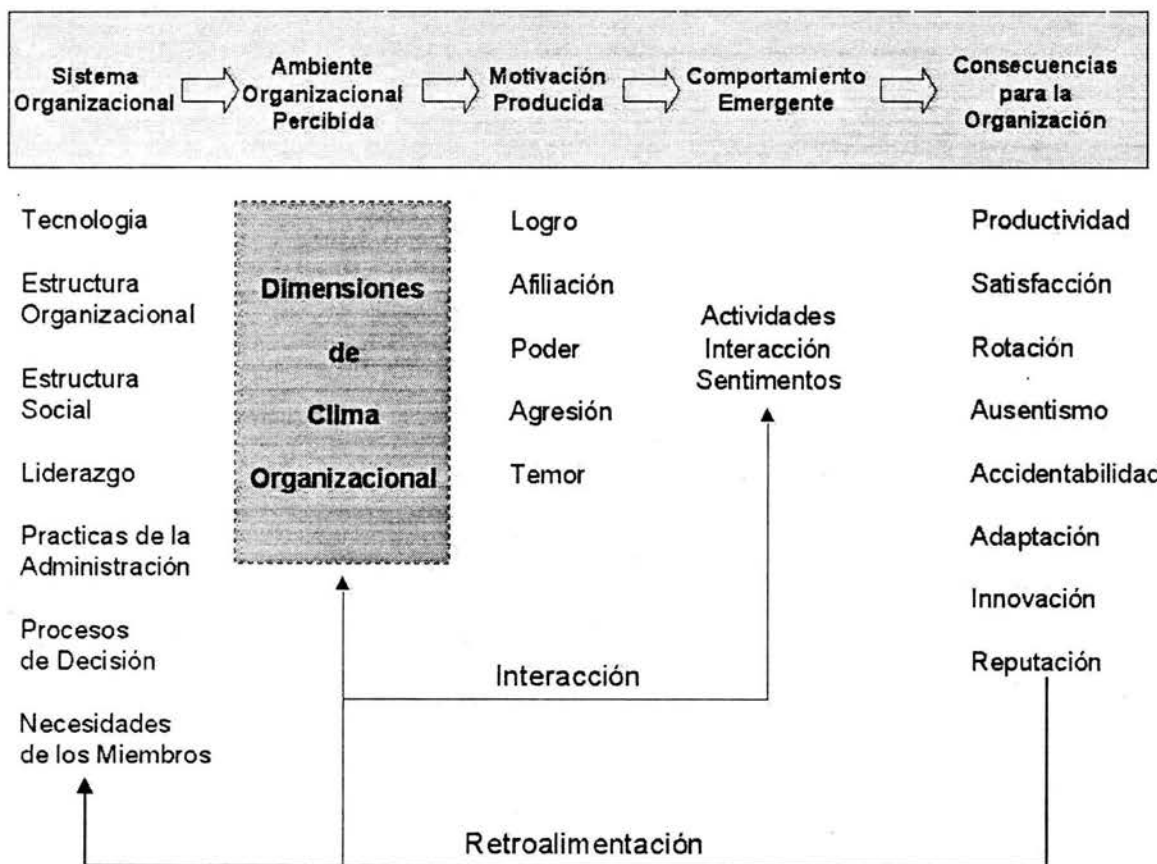 Sistema
Organizacional
Ambiente
Organizacional
Percibida
Motivación
Producida
Comportamiento
Emergente
Consecuencias
para la
Organización
Tecnologia
Estructura
Organizacional
Estructura
Social
Liderazgo
Practicas de la
Administración
Procesos
de Decisión
Necesidades
de los Miembros
Dimensiones
de
Clima
Organizacional
Logro
Afiliación
Poder
Agresión
Temor
Actividades
Interacción
Sentimentos
Productividad
Satisfacción
Rotación
Ausentismo
Accidentabilidad
Adaptación
Innovación
Reputación
Interacción
Retroalimentación